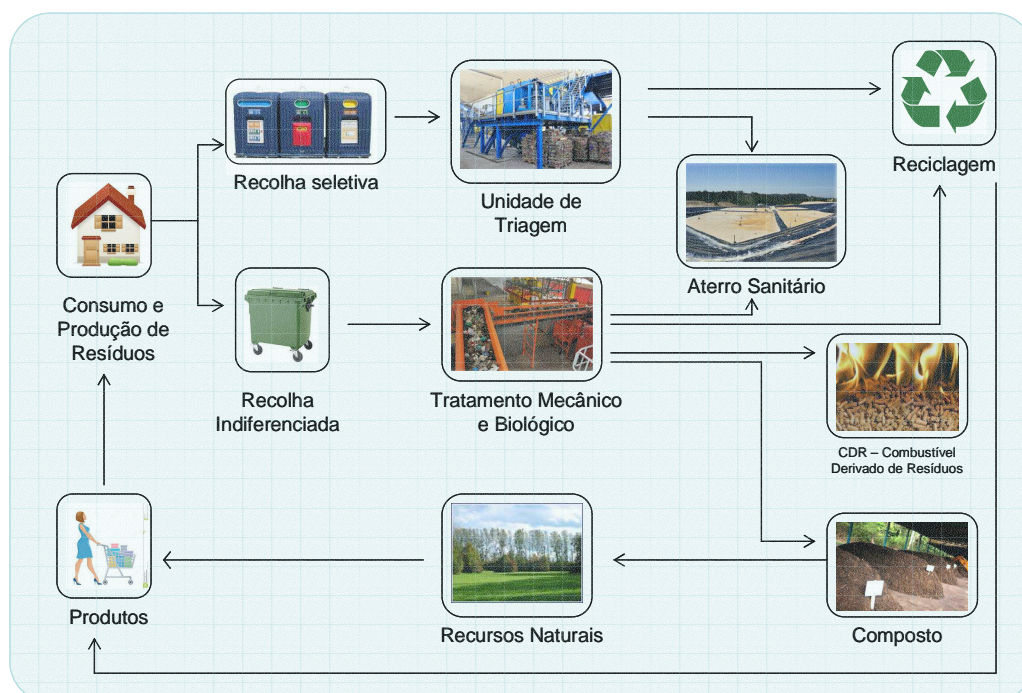 Recolha seletiva
Unidade de
Triagem
Reciclagem
Aterro Sanitário
Consumo e
Produção de
Resíduos
Recolha
Indiferenciada
Tratamento Mecânico
e Biológico
CDR – Combustível
Derivado de Resíduos
Produtos
Recursos Naturais
Composto